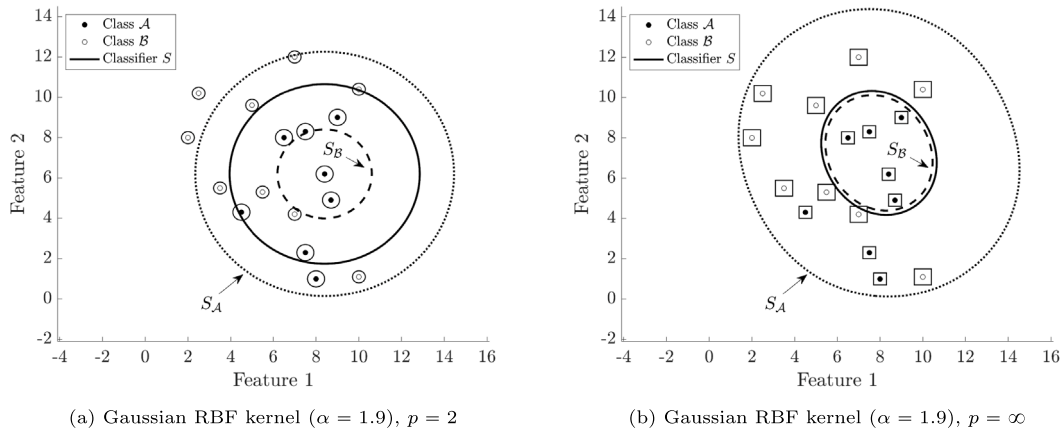 14
12
10
8
6
4
2
0
-2
-4 -2 0 2 4 6 8 10 12 14 16
Feature 2
Feature 1
Class 𝒜
Class ℬ
Classifier S
S_ℬ
S_𝒜
(a) Gaussian RBF kernel (α = 1.9), p = 2
14
12
10
8
6
4
2
0
-2
-4 -2 0 2 4 6 8 10 12 14 16
Feature 2
Feature 1
Class 𝒜
Class ℬ
Classifier S
S_ℬ
S_𝒜
(b) Gaussian RBF kernel (α = 1.9), p = ∞